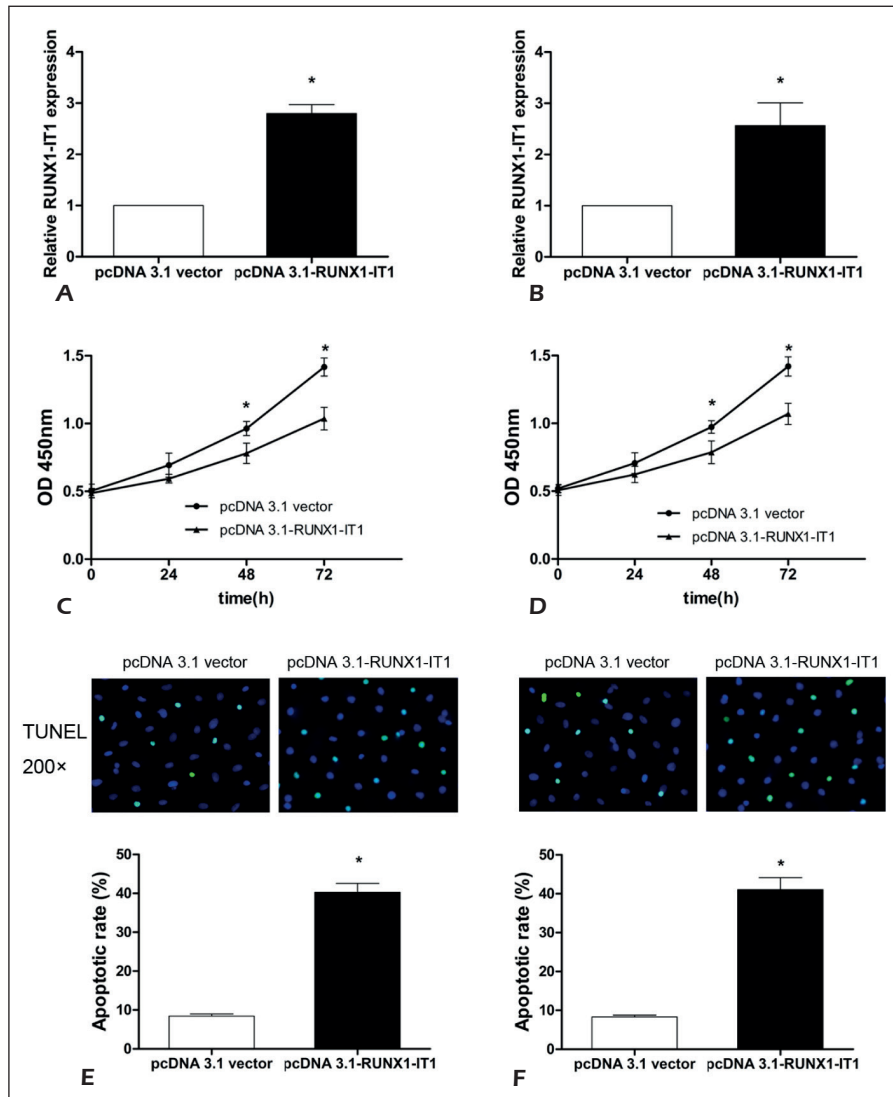 Relative RUNX1-IT1 expression
4
3
2
1
0
*
pcDNA 3.1 vector
pcDNA 3.1-RUNX1-IT1
A
Relative RUNX1-IT1 expression
4
3
2
1
0
*
pcDNA 3.1 vector
pcDNA 3.1-RUNX1-IT1
B
OD 450nm
1.5
1.0
0.5
0.0
*
*
pcDNA 3.1 vector
pcDNA 3.1-RUNX1-IT1
0
24
48
72
time(h)
C
OD 450nm
1.5
1.0
0.5
0.0
*
*
pcDNA 3.1 vector
pcDNA 3.1-RUNX1-IT1
0
24
48
72
time(h)
D
TUNEL
200×
pcDNA 3.1 vector
pcDNA 3.1-RUNX1-IT1
pcDNA 3.1 vector
pcDNA 3.1-RUNX1-IT1
Apoptotic rate (%)
50
40
30
20
10
0
*
pcDNA 3.1 vector
pcDNA 3.1-RUNX1-IT1
E
Apoptotic rate (%)
50
40
30
20
10
0
*
pcDNA 3.1 vector
pcDNA 3.1-RUNX1-IT1
F